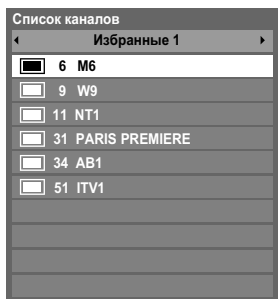 Список каналов
Избранные 1
6 M6
9 W9
11 NT1
31 PARIS PREMIERE
34 AB1
51 ITV1